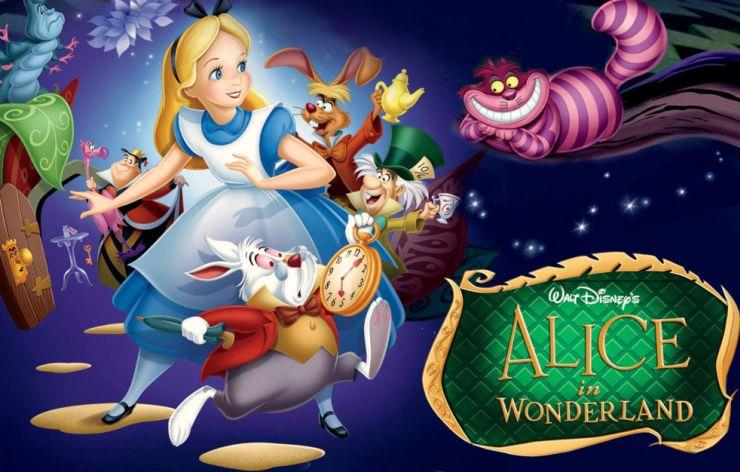 WALT DISNEY'S
ALICE
in
WONDERLAND